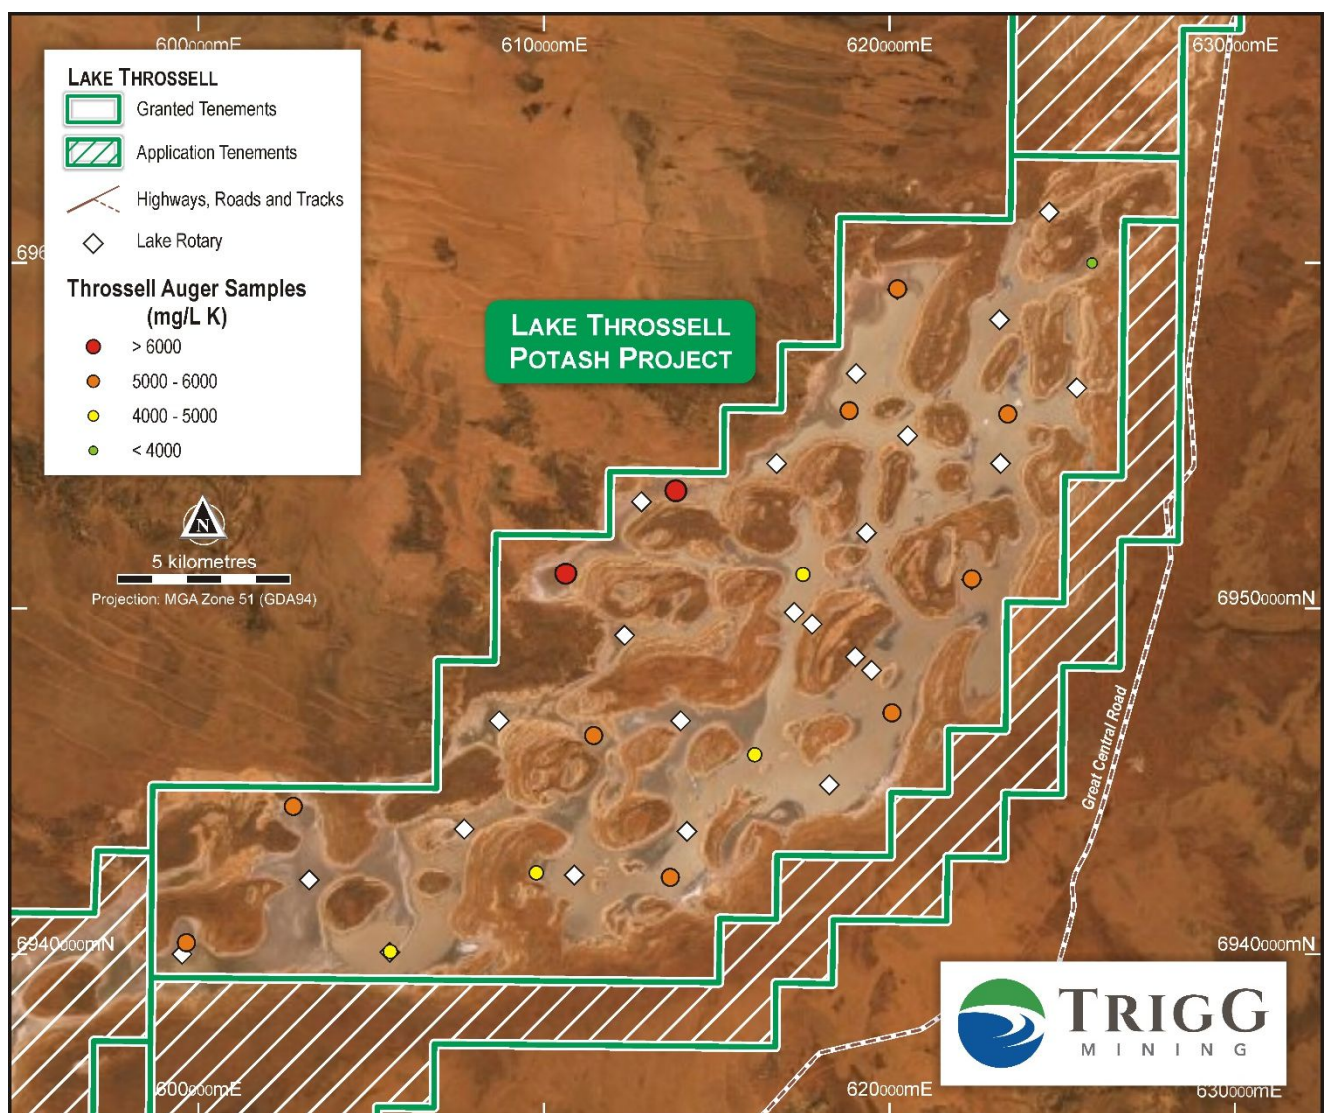 600000mE
610000mE
620000mE
630000mE
LAKE THROSSELL
Granted Tenements
Application Tenements
Highways, Roads and Tracks
Lake Rotary
Throssell Auger Samples
(mg/L K)
> 6000
5000 - 6000
4000 - 5000
< 4000
696
LAKE THROSSELL
POTASH PROJECT
N
5 kilometres
Projection: MGA Zone 51 (GDA94)
6950000mN
Great Central Road
6940000mN
6940000mN
TRIGG
MINING
600000mE
620000mE
630000mE